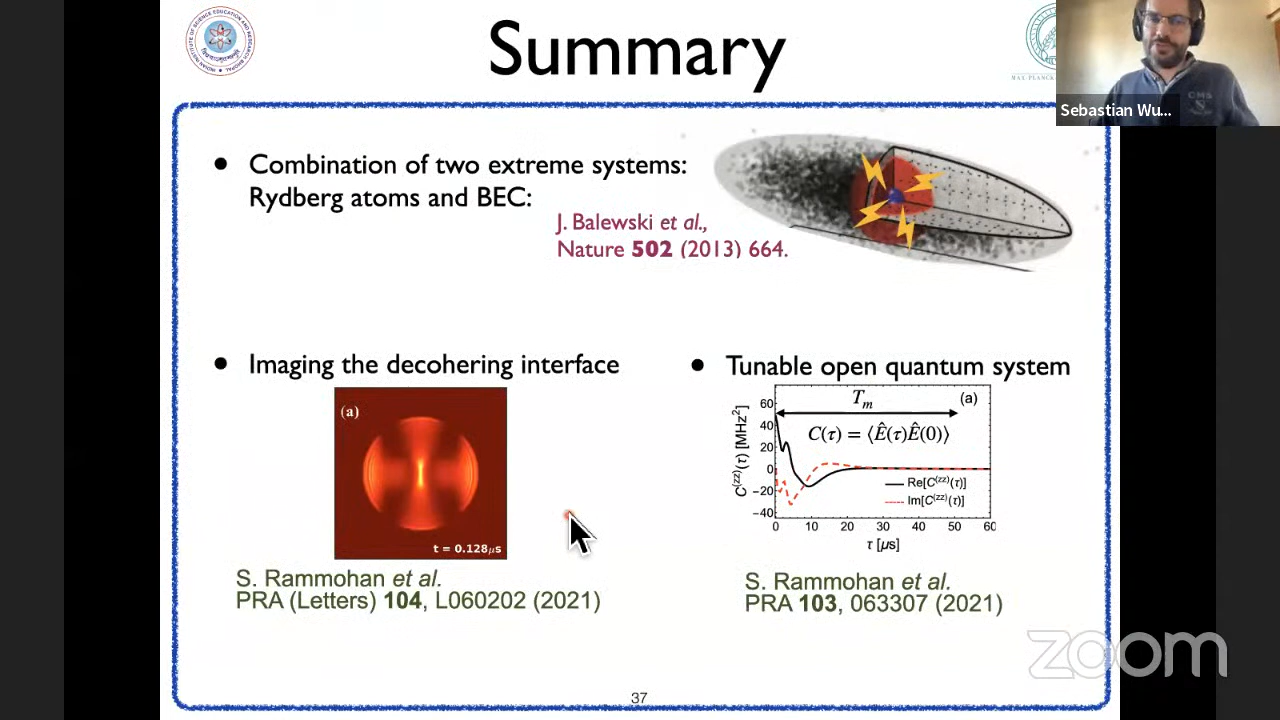 Summary
Sebastian Wu...
• Combination of two extreme systems:
Rydberg atoms and BEC:
J. Balewski et al.,
Nature 502 (2013) 664.
• Imaging the decohering interface
(a)
t = 0.128μs
S. Rammohan et al.
PRA (Letters) 104, L060202 (2021)
• Tunable open quantum system
Tm
(a)
C(τ) = ⟨Ê(τ)Ê(0)⟩
C(zz)(τ) [MHz²]
60
40
20
0
−20
−40
Re[C(zz)(τ)]
Im[C(zz)(τ)]
0 10 20 30 40 50 60
τ [μs]
S. Rammohan et al.
PRA 103, 063307 (2021)
zoom
37